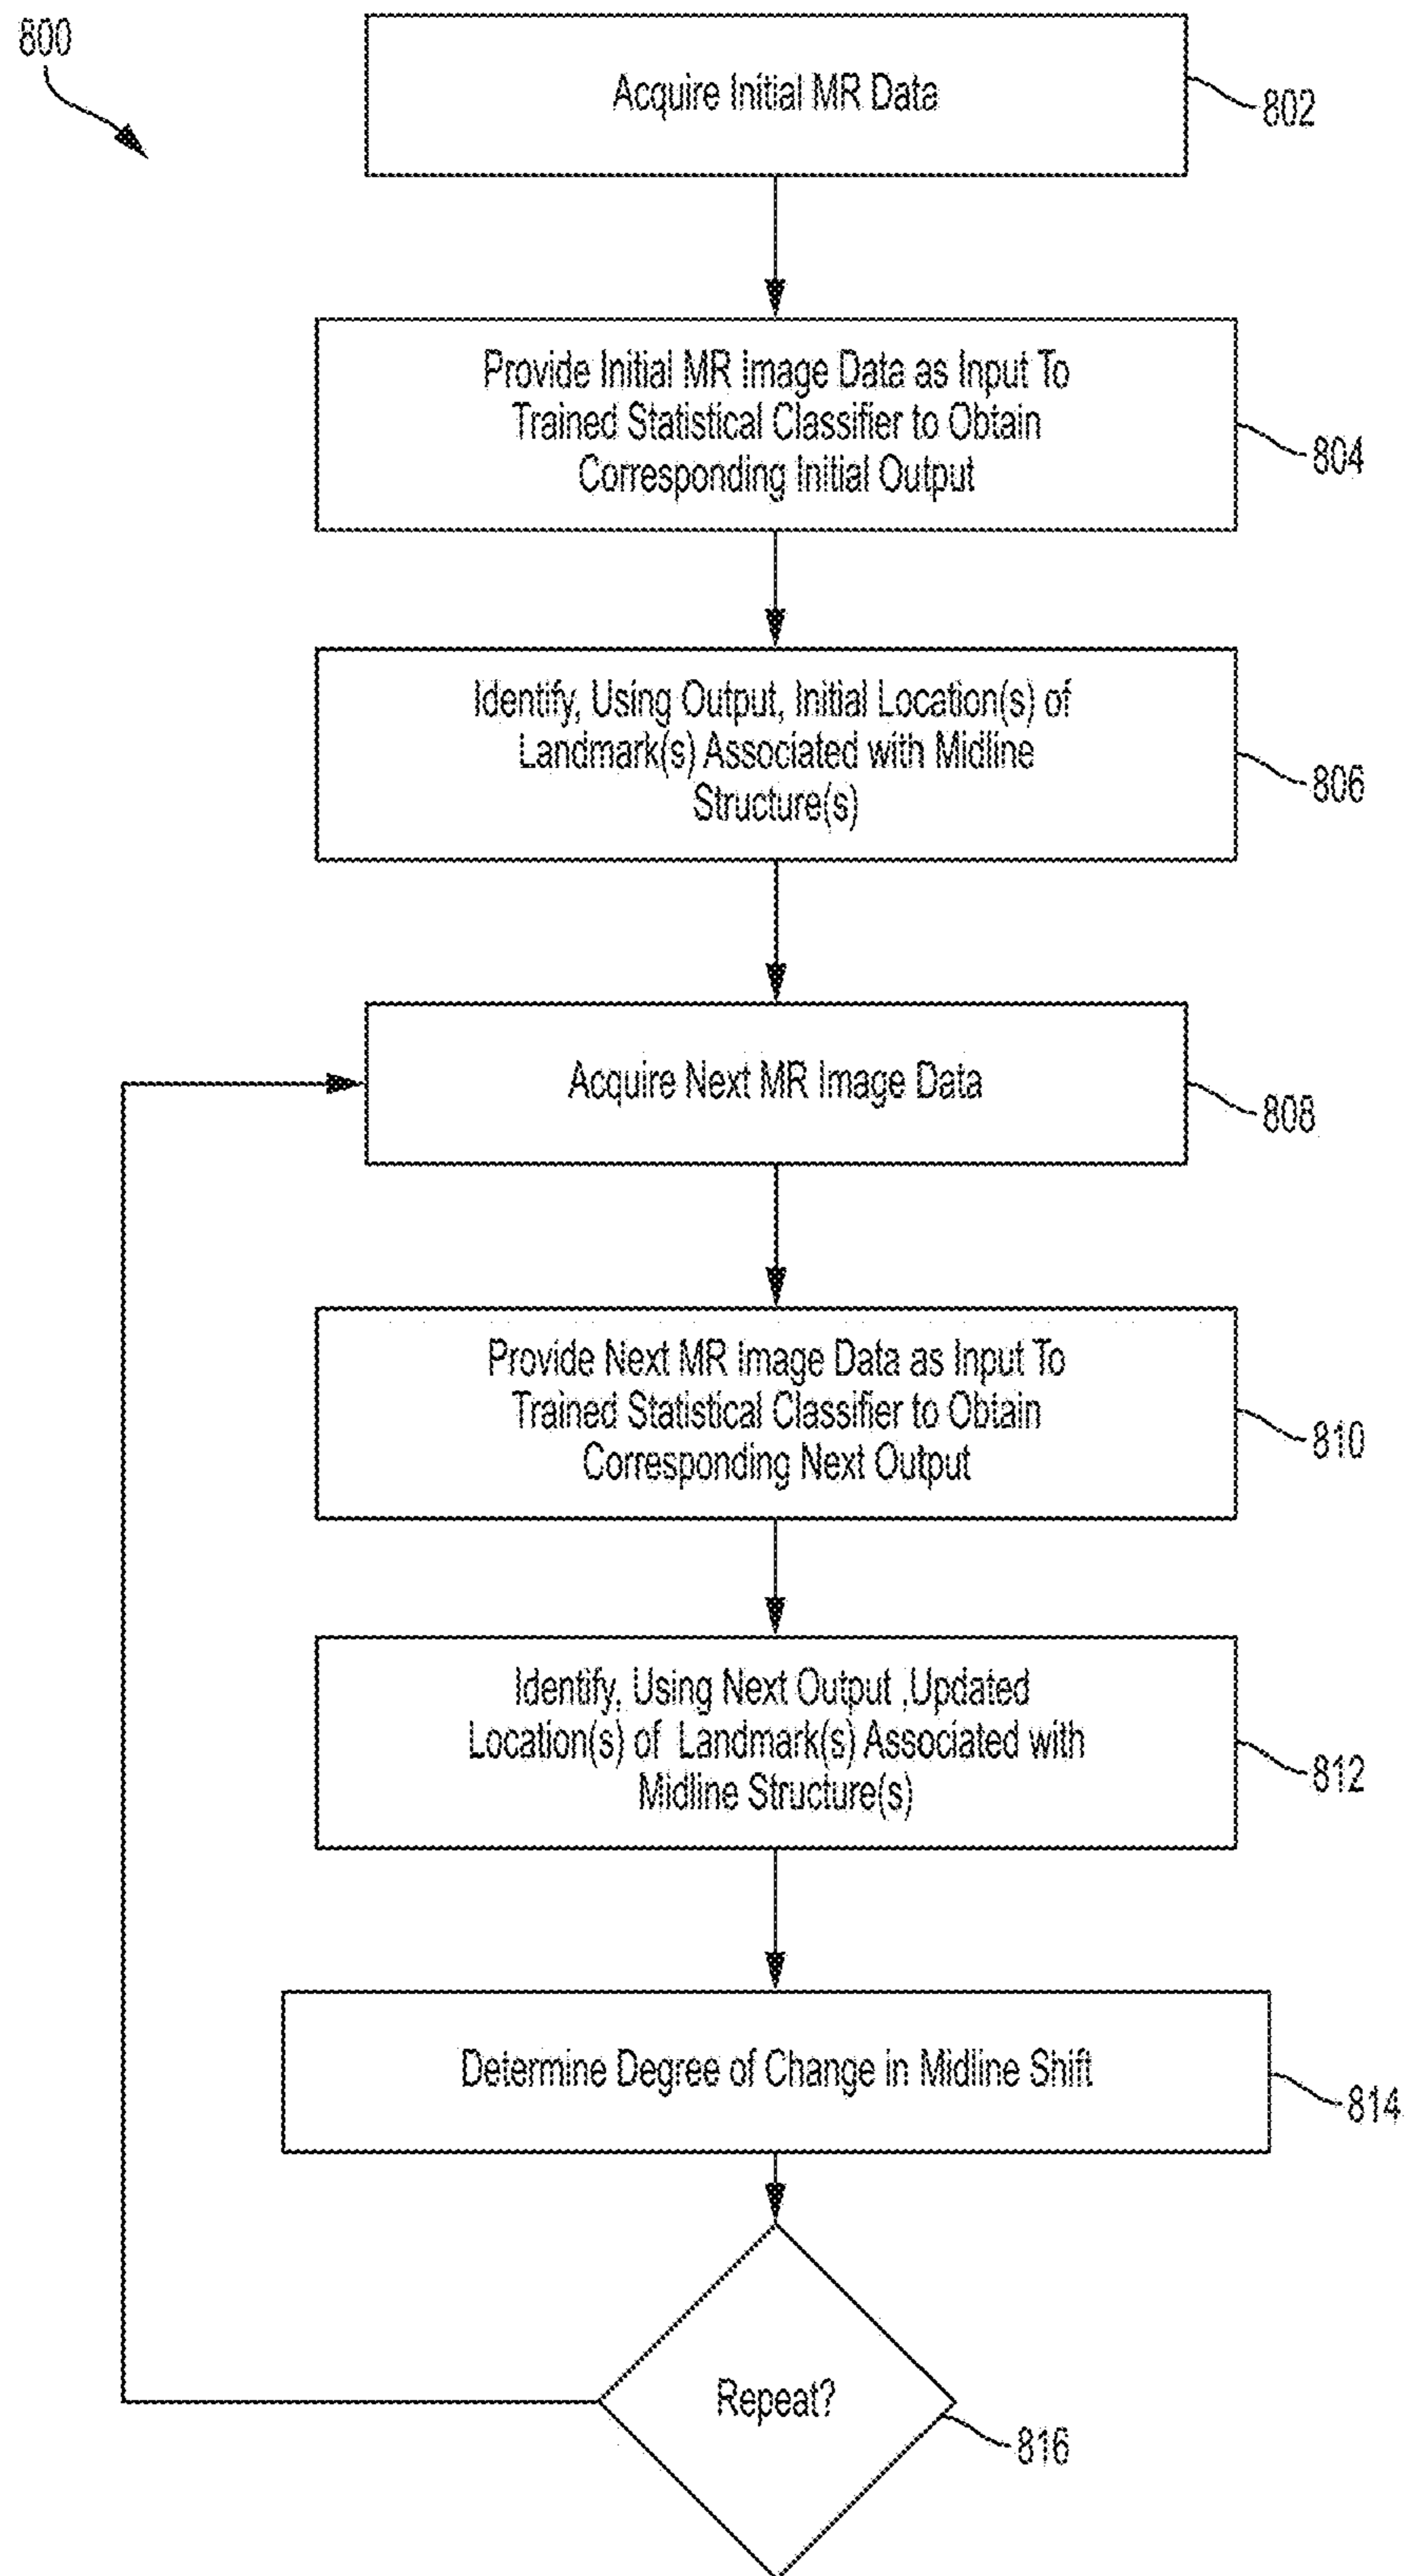 800
Acquire Initial MR Data
802
Provide Initial MR Image Data as Input To
Trained Statistical Classifier to Obtain
Corresponding Initial Output
804
Identify, Using Output, Initial Location(s) of
Landmark(s) Associated with Midline
Structure(s)
806
Acquire Next MR Image Data
808
Provide Next MR Image Data as Input To
Trained Statistical Classifier to Obtain
Corresponding Next Output
810
Identify, Using Next Output ,Updated
Location(s) of Landmark(s) Associated with
Midline Structure(s)
812
Determine Degree of Change in Midline Shift
814
Repeat?
816